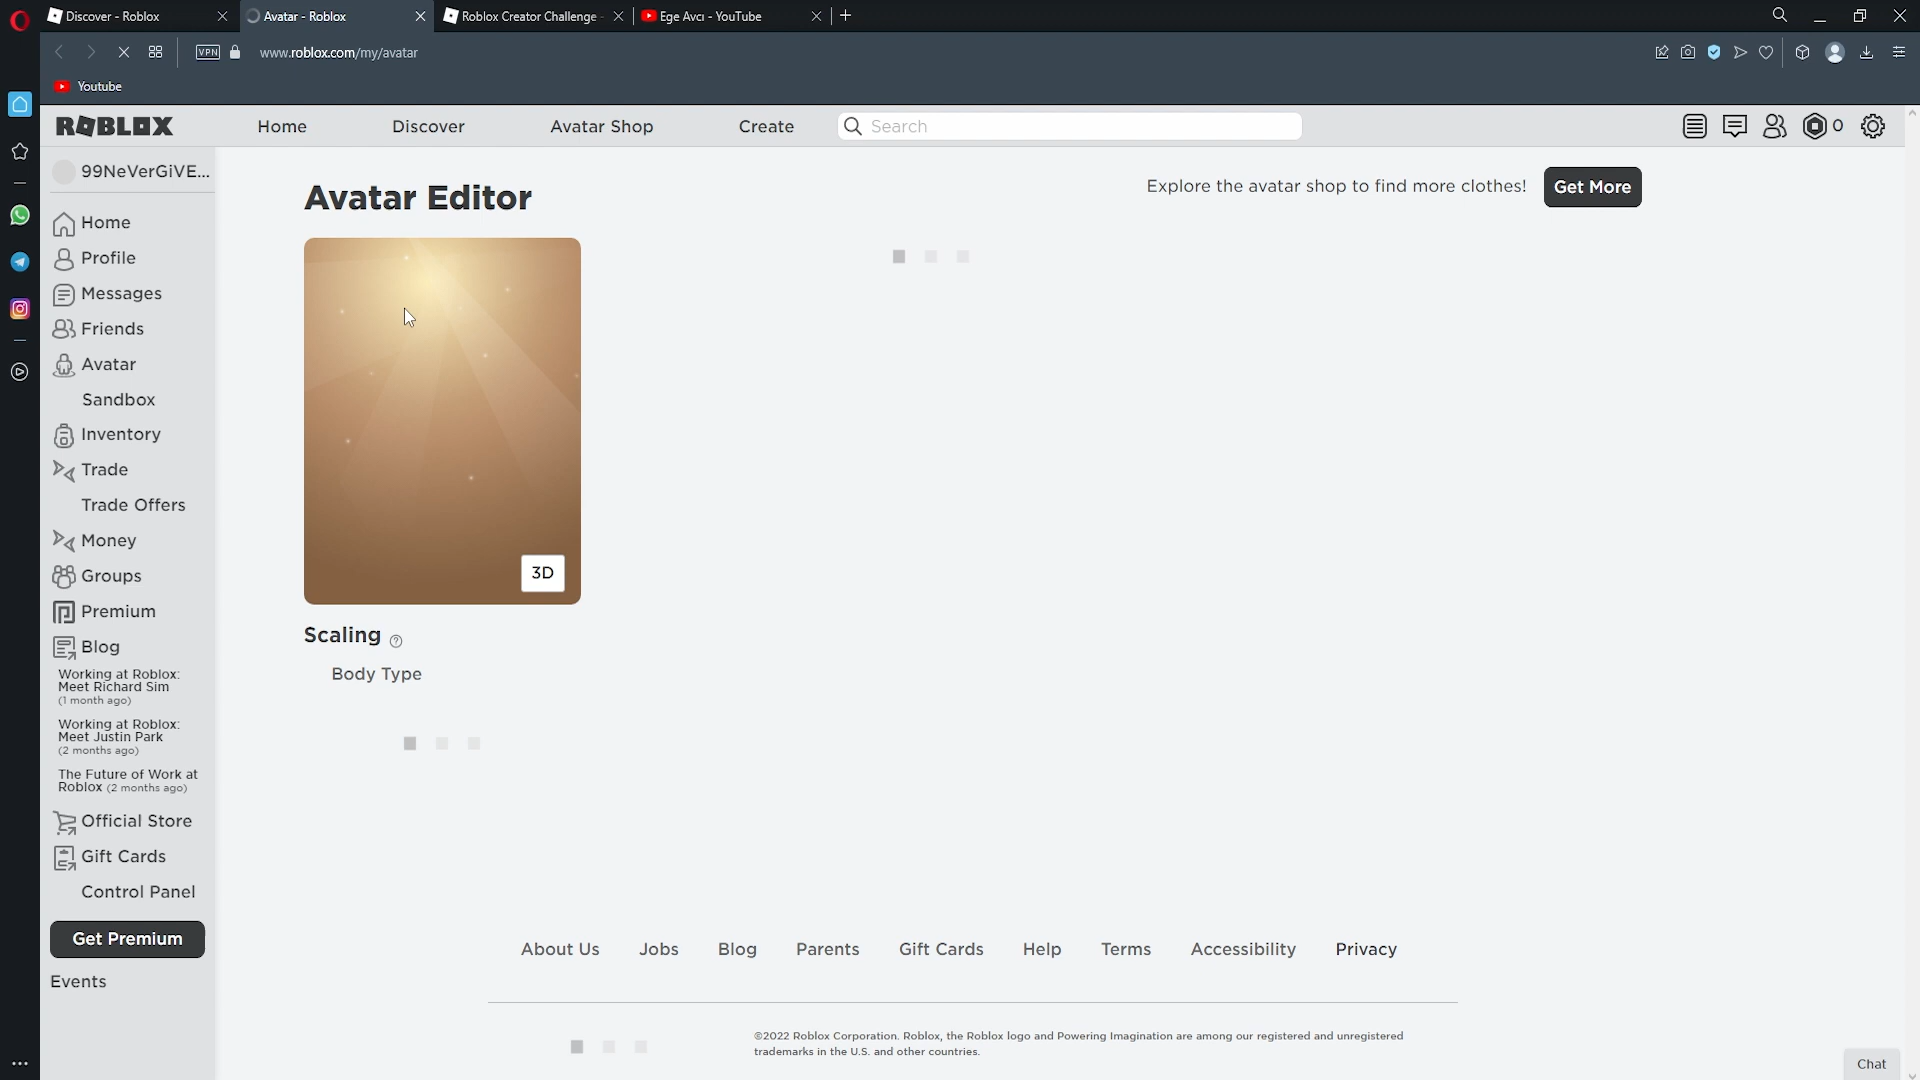 Discover - Roblox
Avatar - Roblox
Roblox Creator Challenge -
Ege Avcı - YouTube
VPN
www.roblox.com/my/avatar
Youtube
ROBLOX
Home
Discover
Avatar Shop
Create
Search
0
99NeVerGiVE...
Home
Profile
Messages
Friends
Avatar
Sandbox
Inventory
Trade
Trade Offers
Money
Groups
Premium
Blog
Working at Roblox:
Meet Richard Sim
(1 month ago)
Working at Roblox:
Meet Justin Park
(2 months ago)
The Future of Work at
Roblox (2 months ago)
Official Store
Gift Cards
Control Panel
Get Premium
Events
Avatar Editor
Explore the avatar shop to find more clothes!
Get More
3D
Scaling ?
Body Type
About Us
Jobs
Blog
Parents
Gift Cards
Help
Terms
Accessibility
Privacy
©2022 Roblox Corporation. Roblox, the Roblox logo and Powering Imagination are among our registered and unregistered
trademarks in the U.S. and other countries.
Chat